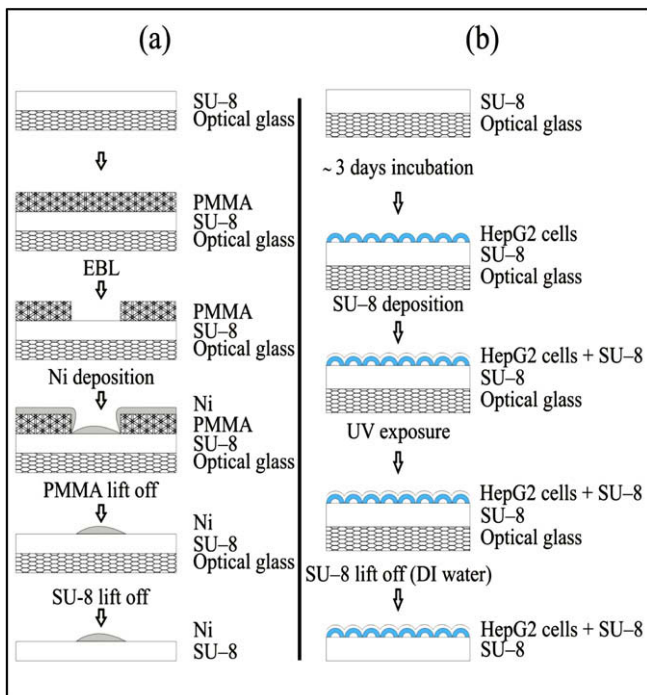 (a)
SU–8
Optical glass
PMMA
SU–8
Optical glass
EBL
PMMA
SU–8
Optical glass
Ni deposition
Ni
PMMA
SU–8
Optical glass
PMMA lift off
Ni
SU–8
Optical glass
SU-8 lift off
Ni
SU–8
(b)
SU–8
Optical glass
~ 3 days incubation
HepG2 cells
SU–8
Optical glass
SU–8 deposition
HepG2 cells + SU–8
SU–8
Optical glass
UV exposure
HepG2 cells + SU–8
SU–8
Optical glass
SU–8 lift off (DI water)
HepG2 cells + SU–8
SU–8